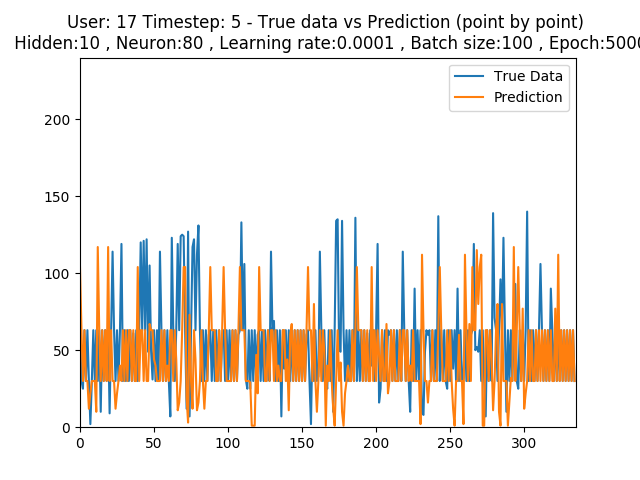 User: 17 Timestep: 5 - True data vs Prediction (point by point)
Hidden:10 , Neuron:80 , Learning rate:0.0001 , Batch size:100 , Epoch:5000
True Data
Prediction
200
150
100
50
0
0 50 100 150 200 250 300